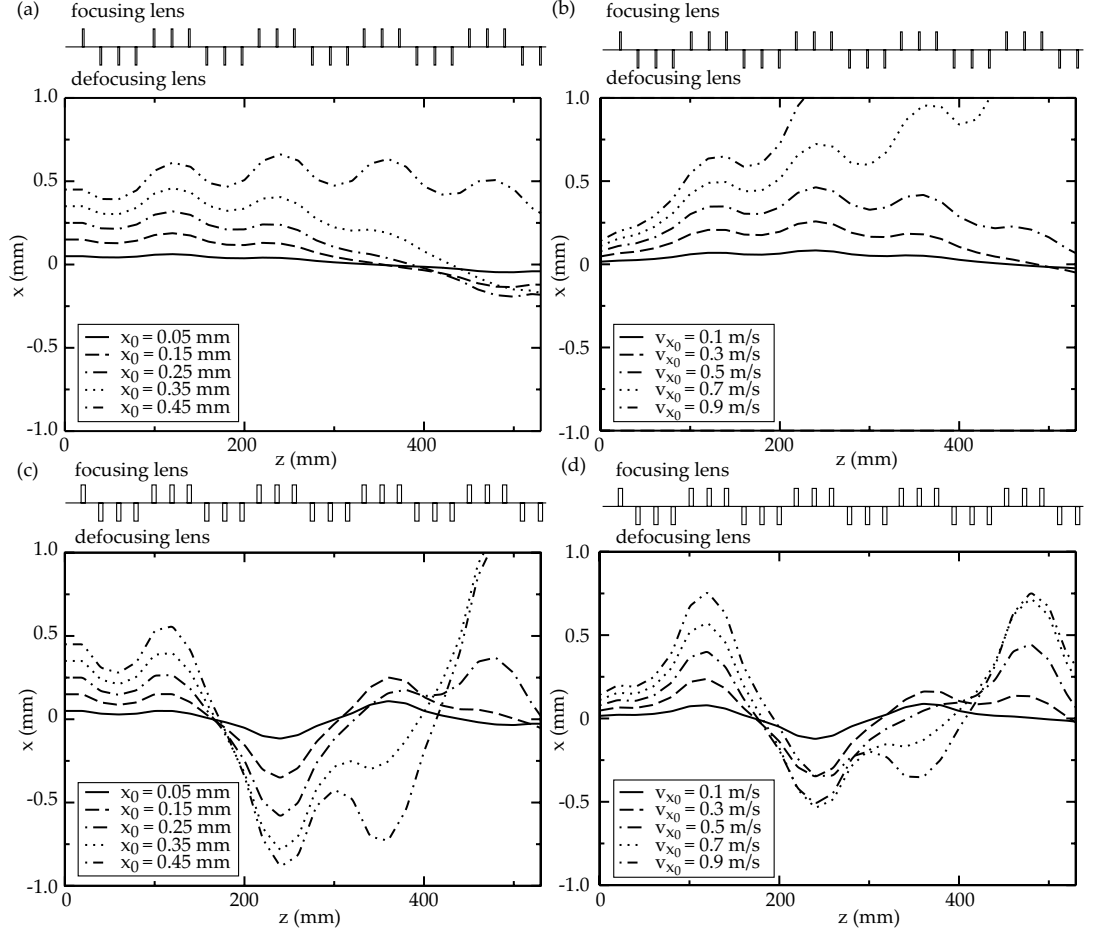 (a)
focusing lens
defocusing lens
1.0
0.5
0
-0.5
-1.0
x (mm)
x₀ = 0.05 mm
x₀ = 0.15 mm
x₀ = 0.25 mm
x₀ = 0.35 mm
x₀ = 0.45 mm
0
200
400
z (mm)
(b)
focusing lens
defocusing lens
1.0
0.5
0
-0.5
-1.0
x (mm)
vₓ₀ = 0.1 m/s
vₓ₀ = 0.3 m/s
vₓ₀ = 0.5 m/s
vₓ₀ = 0.7 m/s
vₓ₀ = 0.9 m/s
0
200
400
z (mm)
(c)
focusing lens
defocusing lens
1.0
0.5
0
-0.5
-1.0
x (mm)
x₀ = 0.05 mm
x₀ = 0.15 mm
x₀ = 0.25 mm
x₀ = 0.35 mm
x₀ = 0.45 mm
0
200
400
z (mm)
(d)
focusing lens
defocusing lens
1.0
0.5
0
-0.5
-1.0
x (mm)
vₓ₀ = 0.1 m/s
vₓ₀ = 0.3 m/s
vₓ₀ = 0.5 m/s
vₓ₀ = 0.7 m/s
vₓ₀ = 0.9 m/s
0
200
400
z (mm)